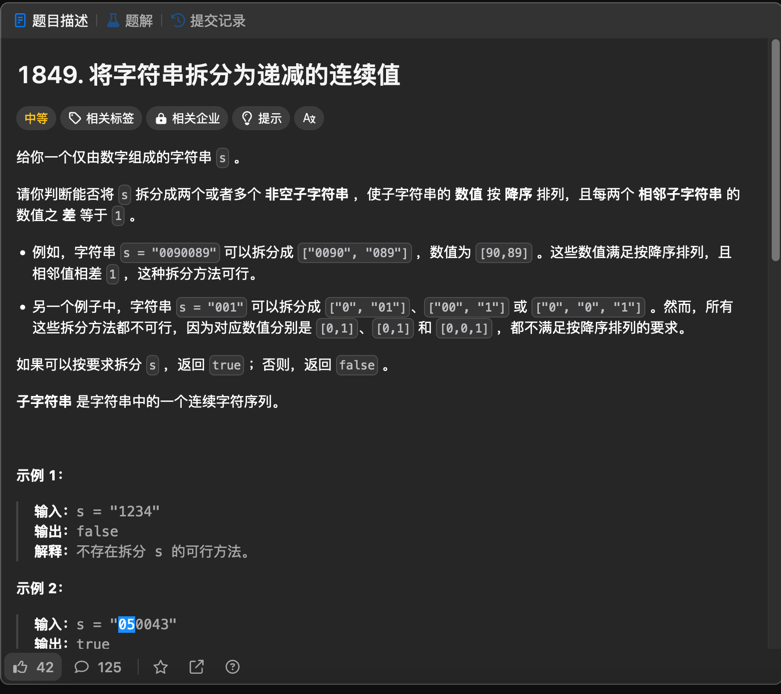 题目描述 题解 提交记录
1849. 将字符串拆分为递减的连续值
中等 相关标签 相关企业 提示 Aあ
给你一个仅由数字组成的字符串 s 。
请你判断能否将 s 拆分成两个或者多个 非空子字符串 ，使子字符串的 数值 按 降序 排列，且每两个 相邻子字符串 的
数值之 差 等于 1 。
• 例如，字符串 s = "0090089" 可以拆分成 ["0090", "089"] ，数值为 [90,89] 。这些数值满足按降序排列，且
相邻值相差 1 ，这种拆分方法可行。
• 另一个例子中，字符串 s = "001" 可以拆分成 ["0", "01"]、["00", "1"] 或 ["0", "0", "1"] 。然而，所有
这些拆分方法都不可行，因为对应数值分别是 [0,1]、[0,1] 和 [0,0,1] ，都不满足按降序排列的要求。
如果可以按要求拆分 s ，返回 true ；否则，返回 false 。
子字符串 是字符串中的一个连续字符序列。
示例 1：
输入：s = "1234"
输出：false
解释：不存在拆分 s 的可行方法。
示例 2：
输入：s = "050043"
输出：true
42 125